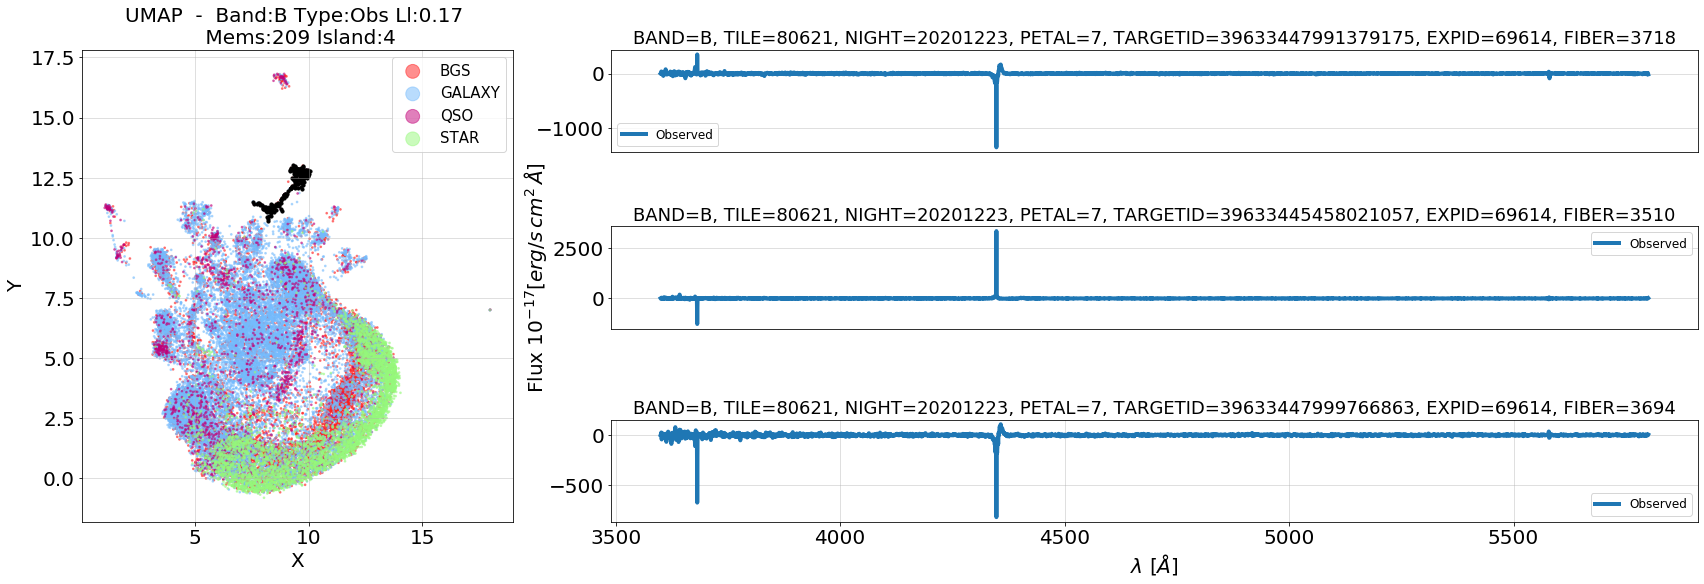 UMAP - Band:B Type:Obs Ll:0.17
Mems:209 Island:4
17.5
15.0
12.5
10.0
7.5
5.0
2.5
0.0
Y
5
10
15
X
BGS
GALAXY
QSO
STAR
Flux 10^{-17}[erg/s cm^2 Å]
BAND=B, TILE=80621, NIGHT=20201223, PETAL=7, TARGETID=39633447991379175, EXPID=69614, FIBER=3718
0
−1000
Observed
BAND=B, TILE=80621, NIGHT=20201223, PETAL=7, TARGETID=39633445458021057, EXPID=69614, FIBER=3510
2500
0
Observed
BAND=B, TILE=80621, NIGHT=20201223, PETAL=7, TARGETID=39633447999766863, EXPID=69614, FIBER=3694
0
−500
Observed
3500
4000
4500
5000
5500
λ [Å]